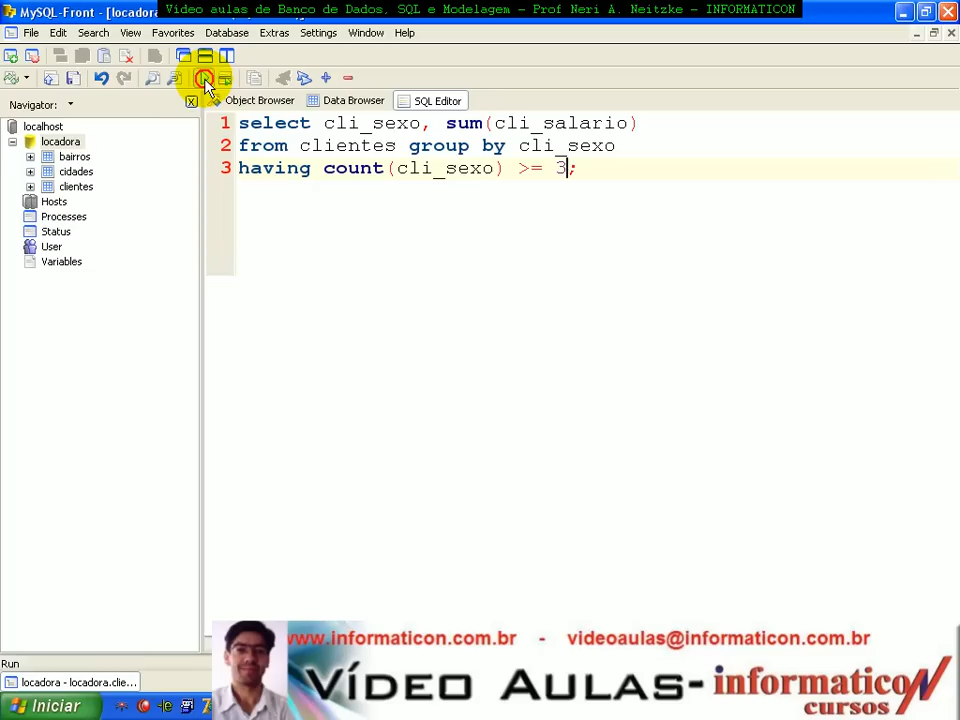 MySQL-Front - [locadora
Vídeo aulas de Banco de Dados, SQL e Modelagem - Prof Neri A. Neitzke - INFORMATICON
File Edit Search View Favorites Database Extras Settings Window Help
Navigator:
Object Browser Data Browser SQL Editor
localhost
locadora
bairros
cidades
clientes
Hosts
Processes
Status
User
Variables
1 select cli_sexo, sum(cli_salario)
2 from clientes group by cli_sexo
3 having count(cli_sexo) >= 3;
www.informaticon.com.br - videoaulas@informaticon.com.br
Vídeo Aulas-informaticon
cursos
Run
locadora - locadora.clie...
Iniciar